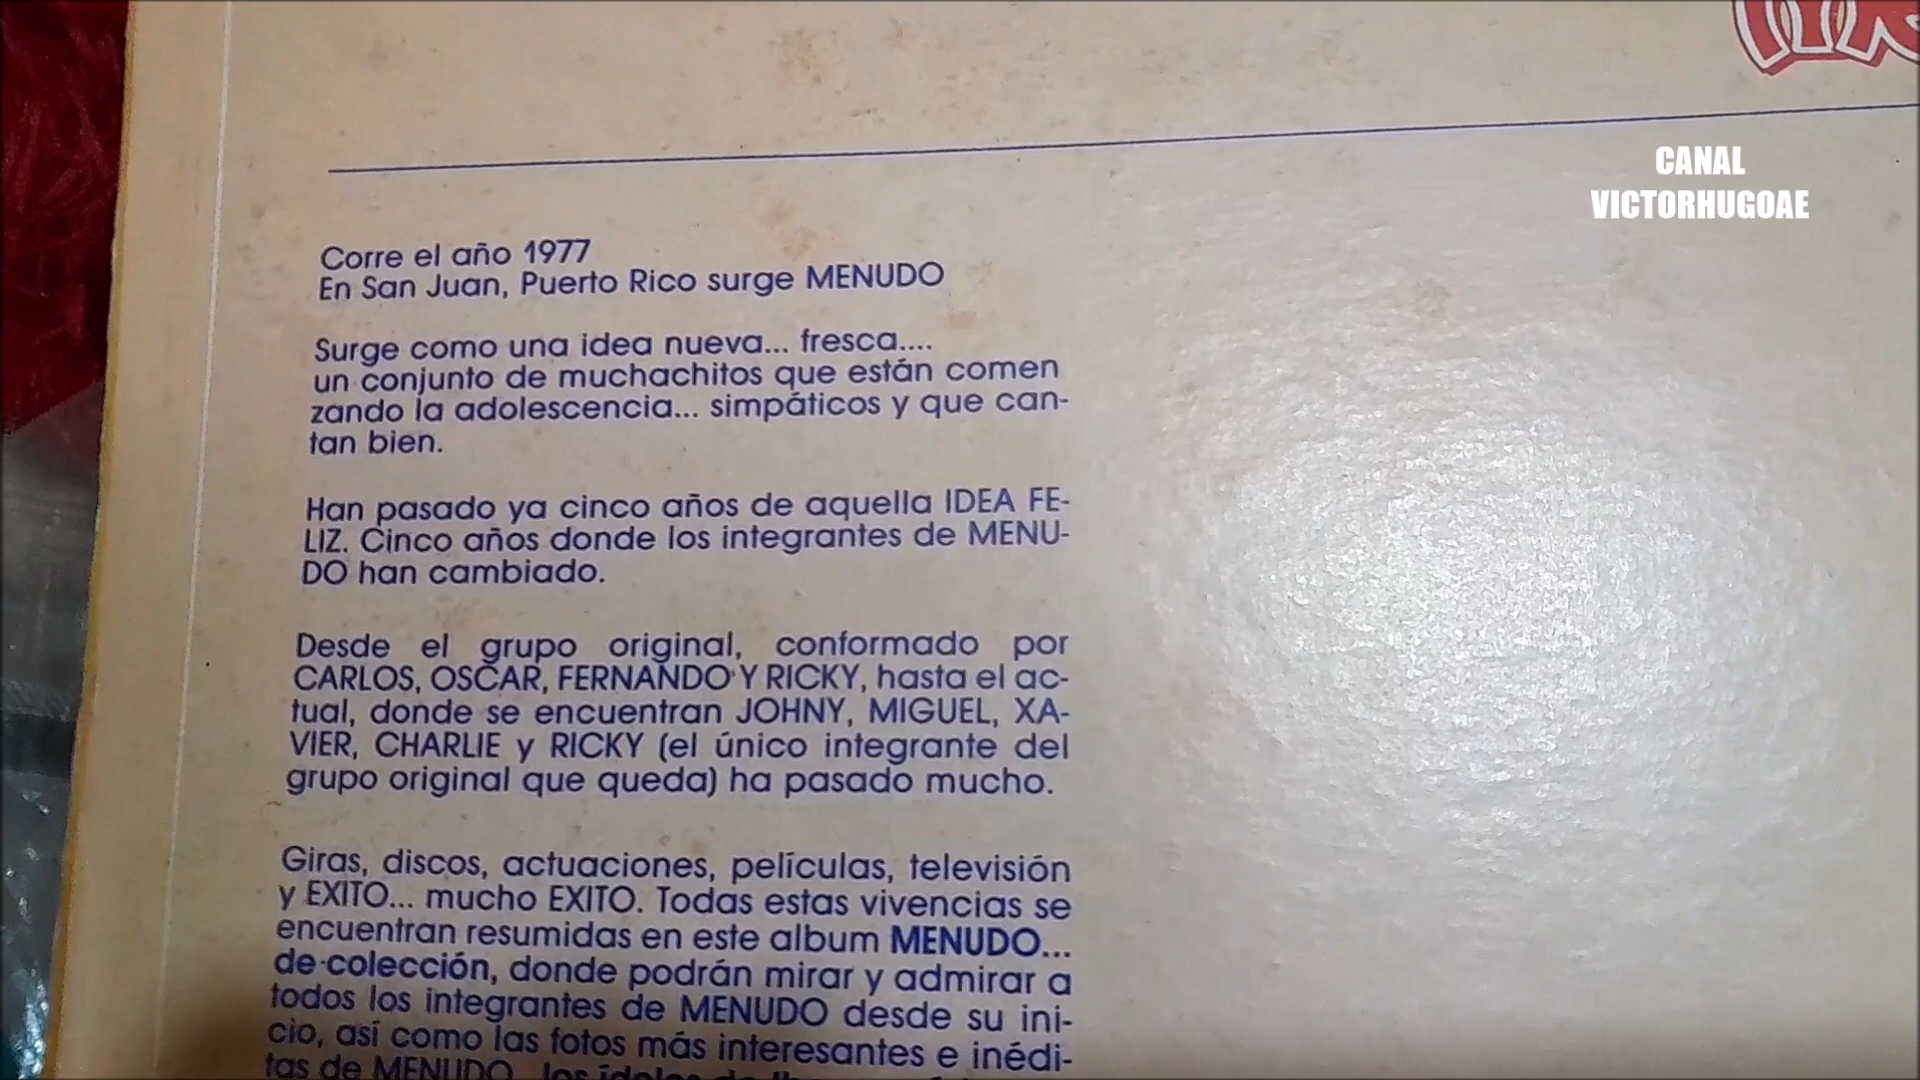 CANAL
VICTORHUGOAE
Corre el año 1977
En San Juan, Puerto Rico surge MENUDO
Surge como una idea nueva... fresca....
un conjunto de muchachitos que están comen
zando la adolescencia... simpáticos y que can-
tan bien.
Han pasado ya cinco años de aquella IDEA FE-
LIZ. Cinco años donde los integrantes de MENU-
DO han cambiado.
Desde el grupo original, conformado por
CARLOS, OSCAR, FERNANDO Y RICKY, hasta el ac-
tual, donde se encuentran JOHNY, MIGUEL, XA-
VIER, CHARLIE y RICKY (el único integrante del
grupo original que queda) ha pasado mucho.
Giras, discos, actuaciones, películas, televisión
y EXITO... mucho EXITO. Todas estas vivencias se
encuentran resumidas en este album MENUDO...
de colección, donde podrán mirar y admirar a
todos los integrantes de MENUDO desde su ini-
cio, así como las fotos más interesantes e inédi-
tas de MENUDO